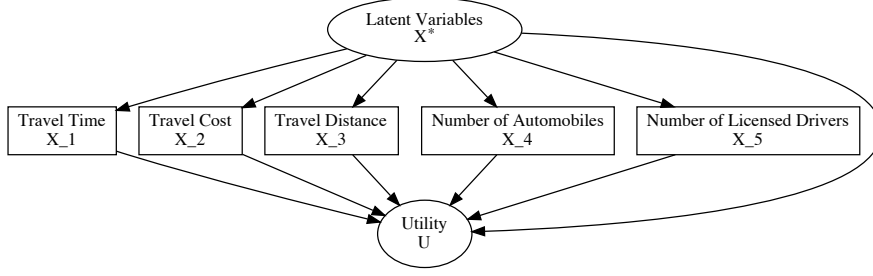 Latent Variables
X*
Travel Time
X_1
Travel Cost
X_2
Travel Distance
X_3
Number of Automobiles
X_4
Number of Licensed Drivers
X_5
Utility
U